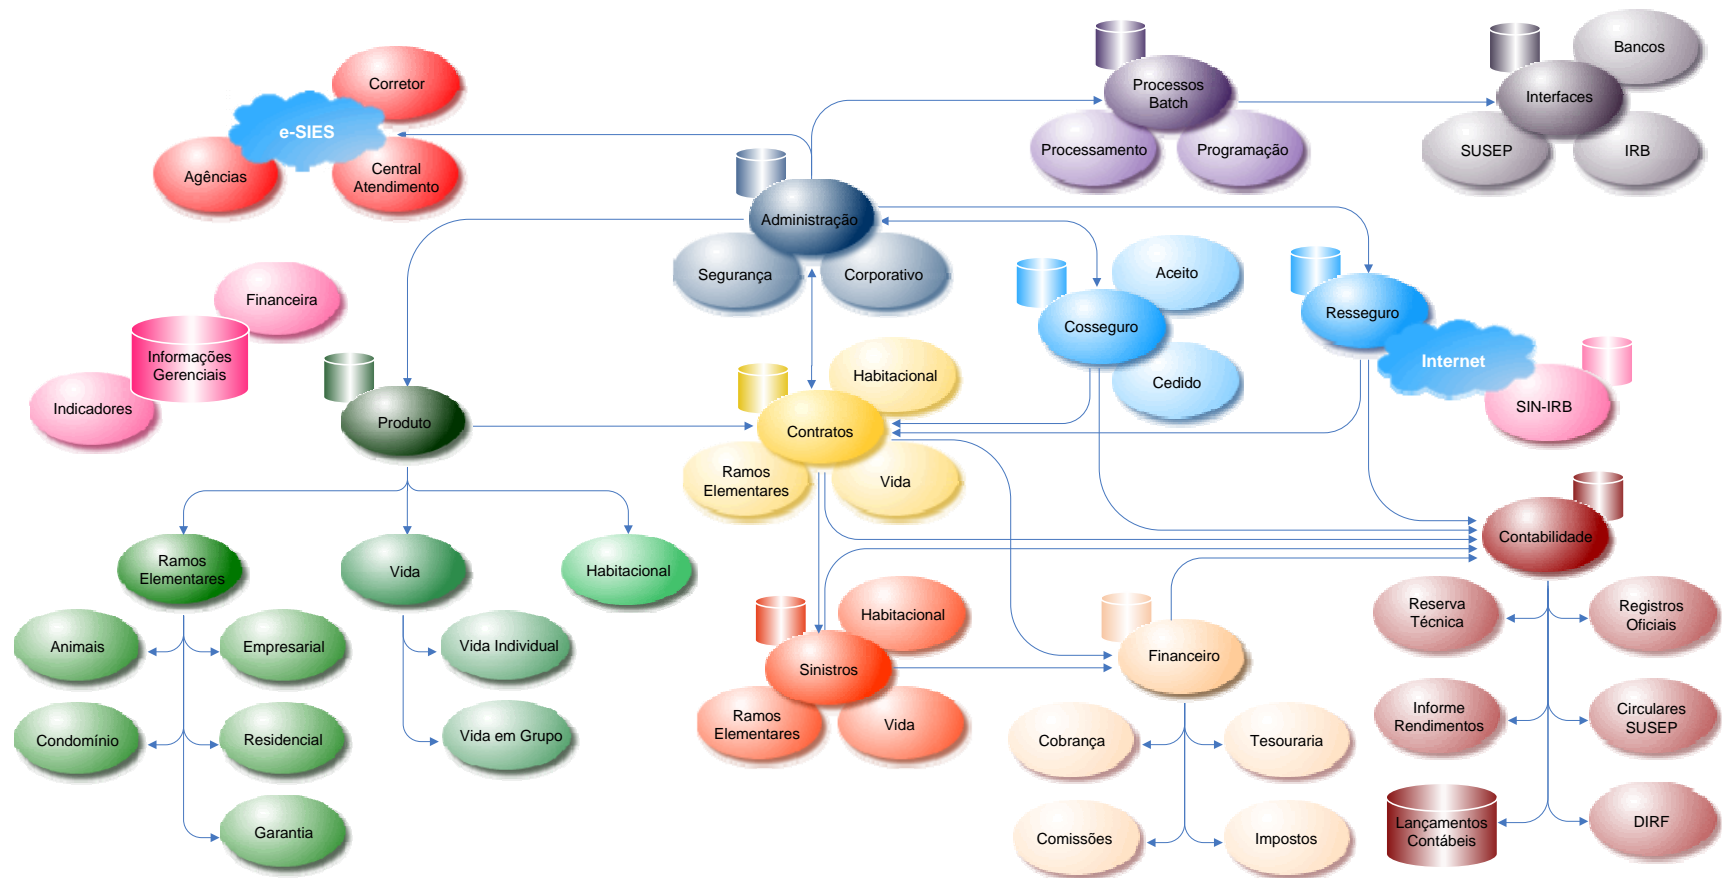 Bancos
Corretor
Processos
Batch
Interfaces
e-SIES
Processamento
Programação
SUSEP
IRB
Agências
Central
Atendimento
Administração
Segurança
Corporativo
Aceito
Financeira
Cosseguro
Resseguro
Informações
Gerenciais
Internet
Habitacional
Cedido
Indicadores
SIN-IRB
Produto
Contratos
Ramos
Elementares
Vida
Contabilidade
Ramos
Elementares
Vida
Habitacional
Reserva
Técnica
Registros
Oficiais
Habitacional
Animais
Empresarial
Vida Individual
Sinistros
Financeiro
Informe
Rendimentos
Circulares
SUSEP
Ramos
Elementares
Vida
Condomínio
Residencial
Vida em Grupo
Cobrança
Tesouraria
Lançamentos
Contábeis
DIRF
Garantia
Comissões
Impostos